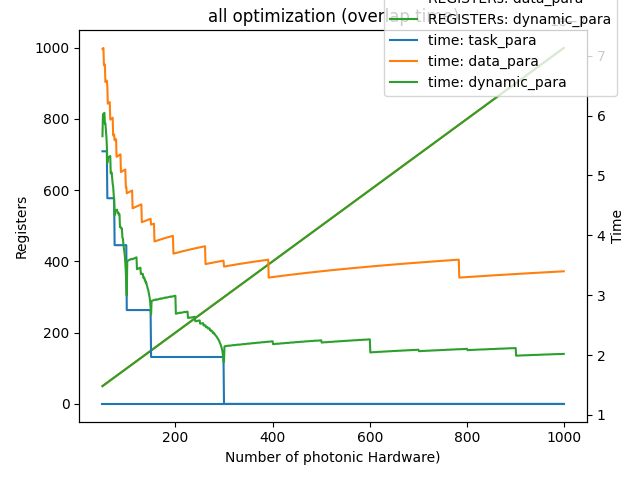 all optimization (overlap time)
REGISTERs: data_para
REGISTERs: dynamic_para
time: task_para
time: data_para
time: dynamic_para
1000
800
600
400
200
0
Registers
7
6
5
4
3
2
1
Time
200
400
600
800
1000
Number of photonic Hardware)